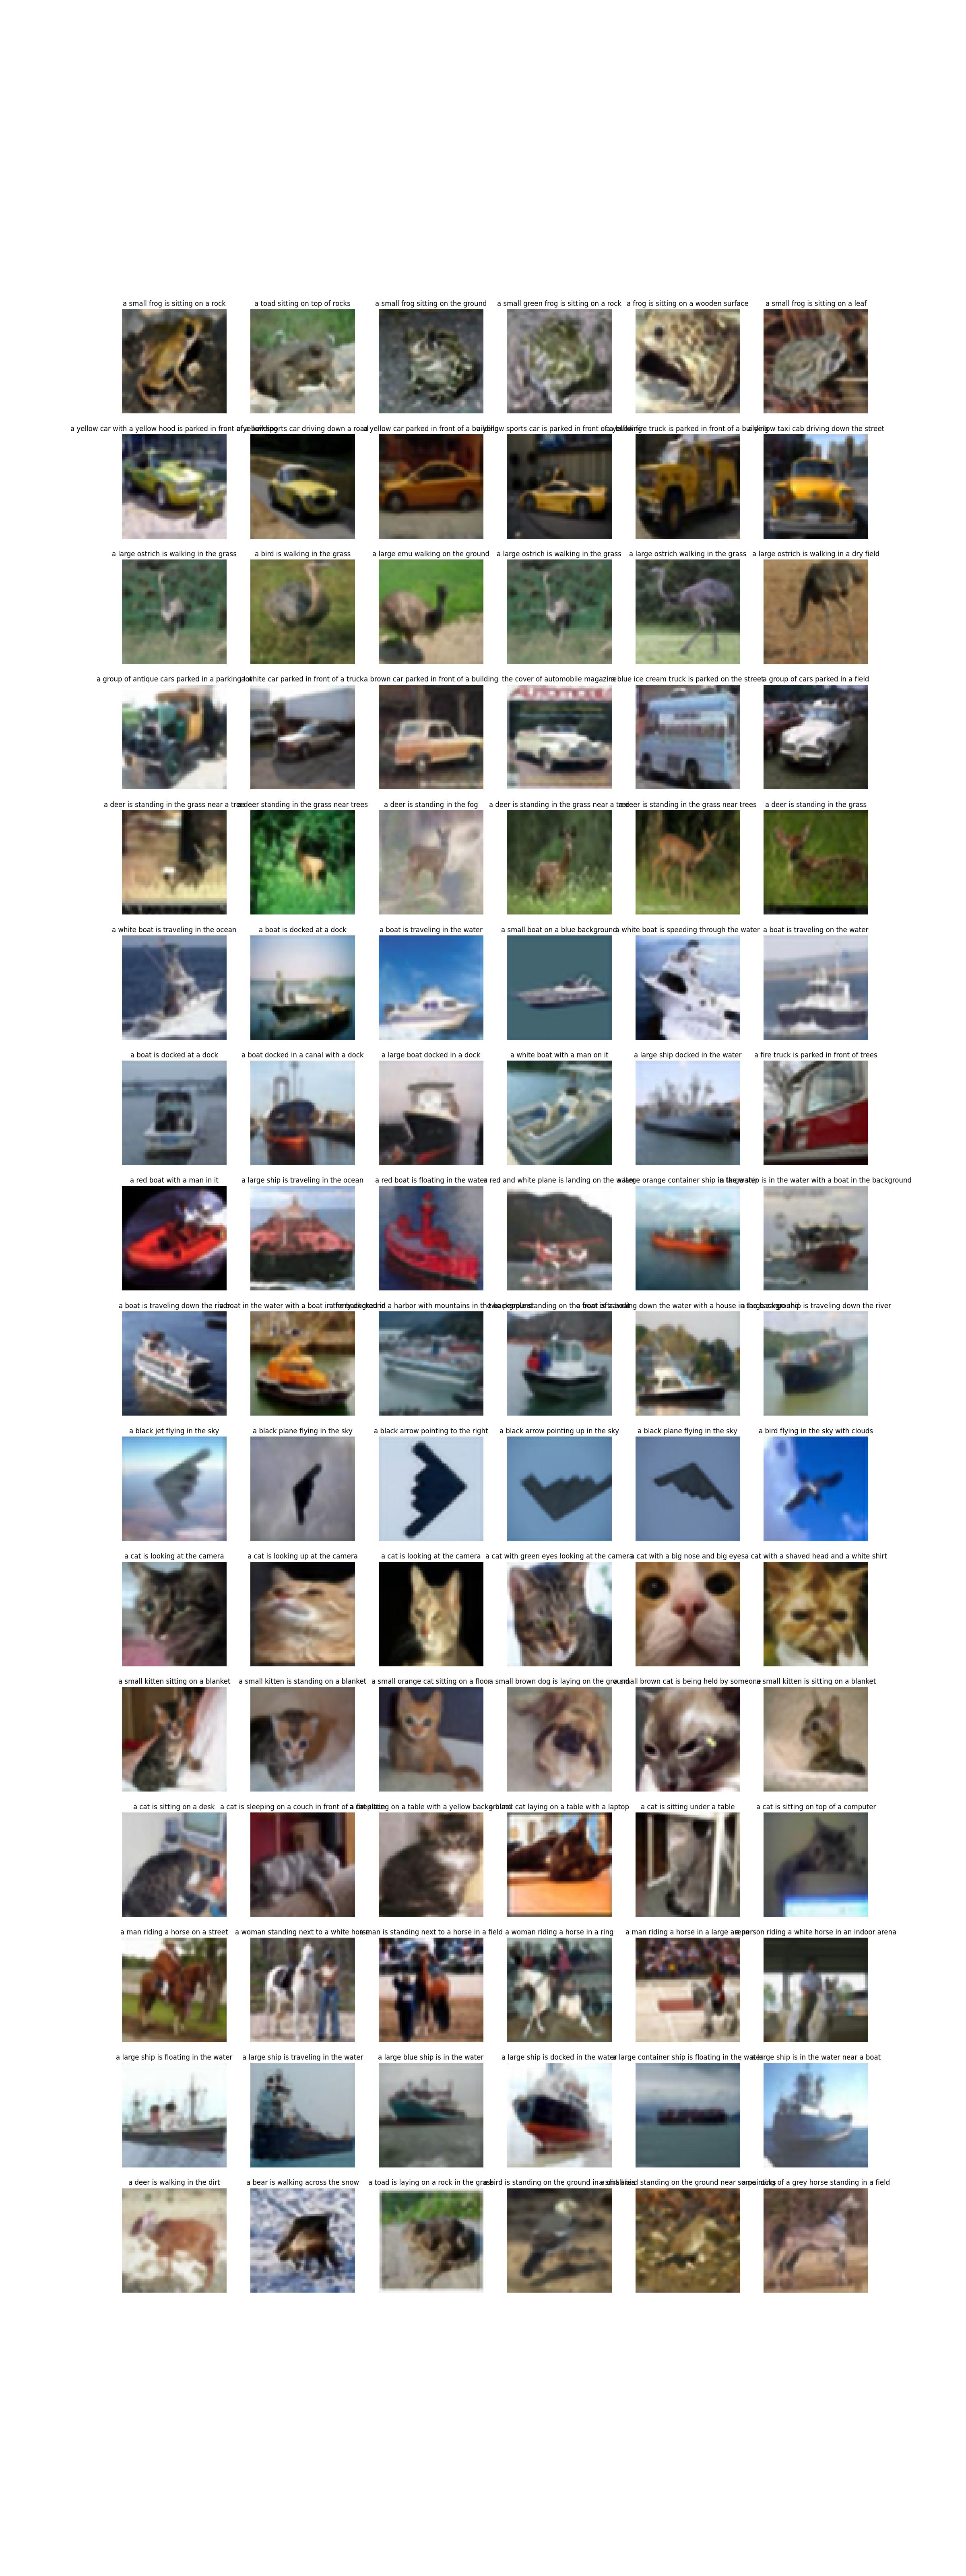 a small frog is sitting on a rock
a toad sitting on top of rocks
a small frog sitting on the ground
a small green frog is sitting on a rock
a frog is sitting on a wooden surface
a small frog is sitting on a leaf
a yellow car with a yellow hood is parked in front of a building
a yellow sports car driving down a road
a yellow car parked in front of a building
yellow sports car is parked in front of a building
a yellow fire truck is parked in front of a building
a yellow taxi cab driving down the street
a large ostrich is walking in the grass
a bird is walking in the grass
a large emu walking on the ground
a large ostrich is walking in the grass
a large ostrich walking in the grass
a large ostrich is walking in a dry field
a group of antique cars parked in a parking lot
a white car parked in front of a truck
a brown car parked in front of a building
the cover of automobile magazine
a blue ice cream truck is parked on the street
a group of cars parked in a field
a deer is standing in the grass near a tree
a deer standing in the grass near trees
a deer is standing in the fog
a deer is standing in the grass near a tree
a deer is standing in the grass near trees
a deer is standing in the grass
a white boat is traveling in the ocean
a boat is docked at a dock
a boat is traveling in the water
a small boat on a blue background
a white boat is speeding through the water
a boat is traveling on the water
a boat is docked at a dock
a boat docked in a canal with a dock
a large boat docked in a dock
a white boat with a man on it
a large ship docked in the water
a fire truck is parked in front of trees
a red boat with a man in it
a large ship is traveling in the ocean
a red boat is floating in the water
a red and white plane is landing on the water
a large orange container ship in the water
a large ship is in the water with a boat in the background
a boat is traveling down the river
a boat in the water with a boat in the background
a ferry docked in a harbor with mountains in the background
two people standing on the front of a boat
a boat is traveling down the water with a house in the background
a large cargo ship is traveling down the river
a black jet flying in the sky
a black plane flying in the sky
a black arrow pointing to the right
a black arrow pointing up in the sky
a black plane flying in the sky
a bird flying in the sky with clouds
a cat is looking at the camera
a cat is looking up at the camera
a cat is looking at the camera
a cat with green eyes looking at the camera
a cat with a big nose and big eyes
a cat with a shaved head and a white shirt
a small kitten sitting on a blanket
a small kitten is standing on a blanket
a small orange cat sitting on a floor
a small brown dog is laying on the ground
a small brown cat is being held by someone
a small kitten is sitting on a blanket
a cat is sitting on a desk
a cat is sleeping on a couch in front of a fireplace
a cat sitting on a table with a yellow background
a black cat laying on a table with a laptop
a cat is sitting under a table
a cat is sitting on top of a computer
a man riding a horse on a street
a woman standing next to a white horse
a man is standing next to a horse in a field
a woman riding a horse in a ring
a man riding a horse in a large arena
a person riding a white horse in an indoor arena
a large ship is floating in the water
a large ship is traveling in the water
a large blue ship is in the water
a large ship is docked in the water
a large container ship is floating in the water
a large ship is in the water near a boat
a deer is walking in the dirt
a bear is walking across the snow
a toad is laying on a rock in the grass
a bird is standing on the ground in a dirt area
a small bird standing on the ground near some rocks
a painting of a grey horse standing in a field